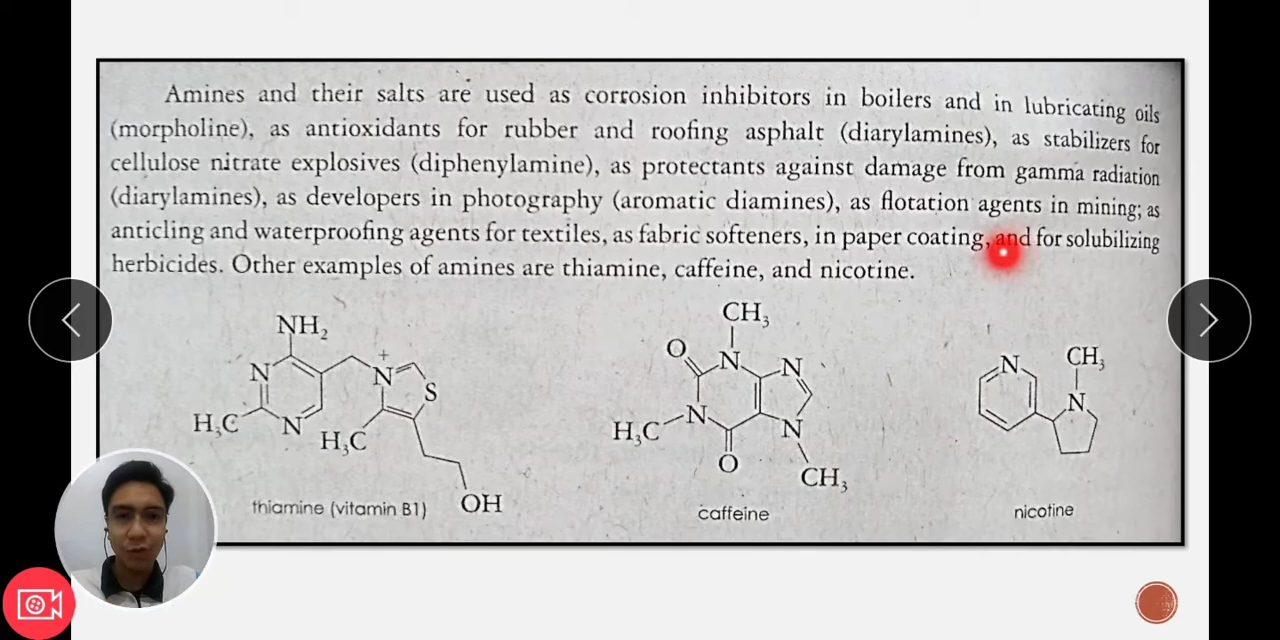 Amines and their salts are used as corrosion inhibitors in boilers and in lubricating oils
(morpholine), as antioxidants for rubber and roofing asphalt (diarylamines), as stabilizers for
cellulose nitrate explosives (diphenylamine), as protectants against damage from gamma radiation
(diarylamines), as developers in photography (aromatic diamines), as flotation agents in mining; as
anticling and waterproofing agents for textiles, as fabric softeners, in paper coating, and for solubilizing
herbicides. Other examples of amines are thiamine, caffeine, and nicotine.
NH2
N
N
H3C
N+
S
H3C
OH
thiamine (vitamin B1)
CH3
O
N
N
N
H3C
N
O
CH3
caffeine
N
CH3
N
nicotine